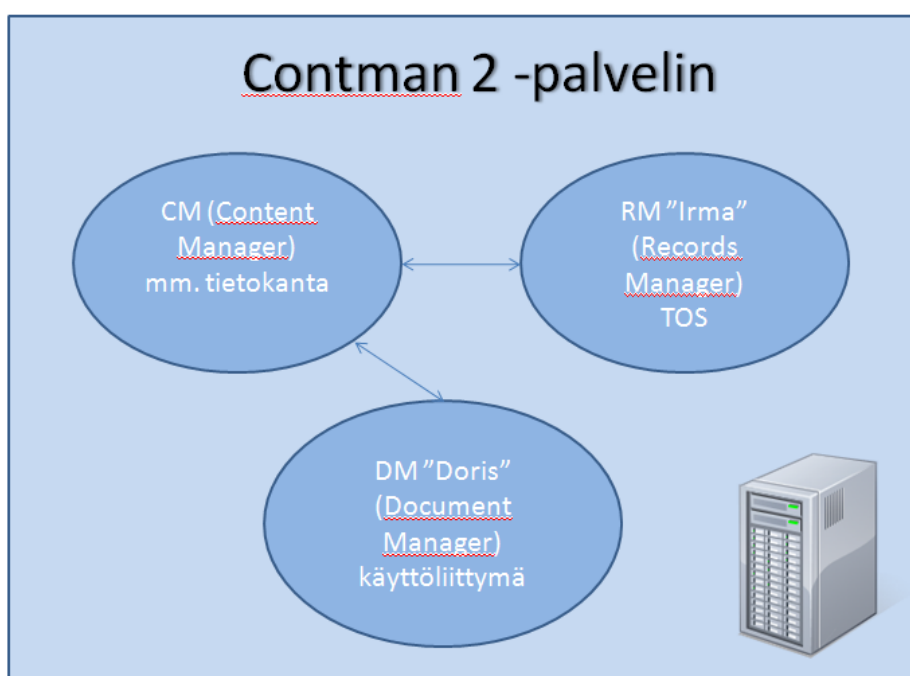 Contman 2 -palvelin
CM (Content
Manager)
mm. tietokanta
RM ”Irma”
(Records
Manager)
TOS
DM ”Doris”
(Document
Manager)
käyttöliittymä